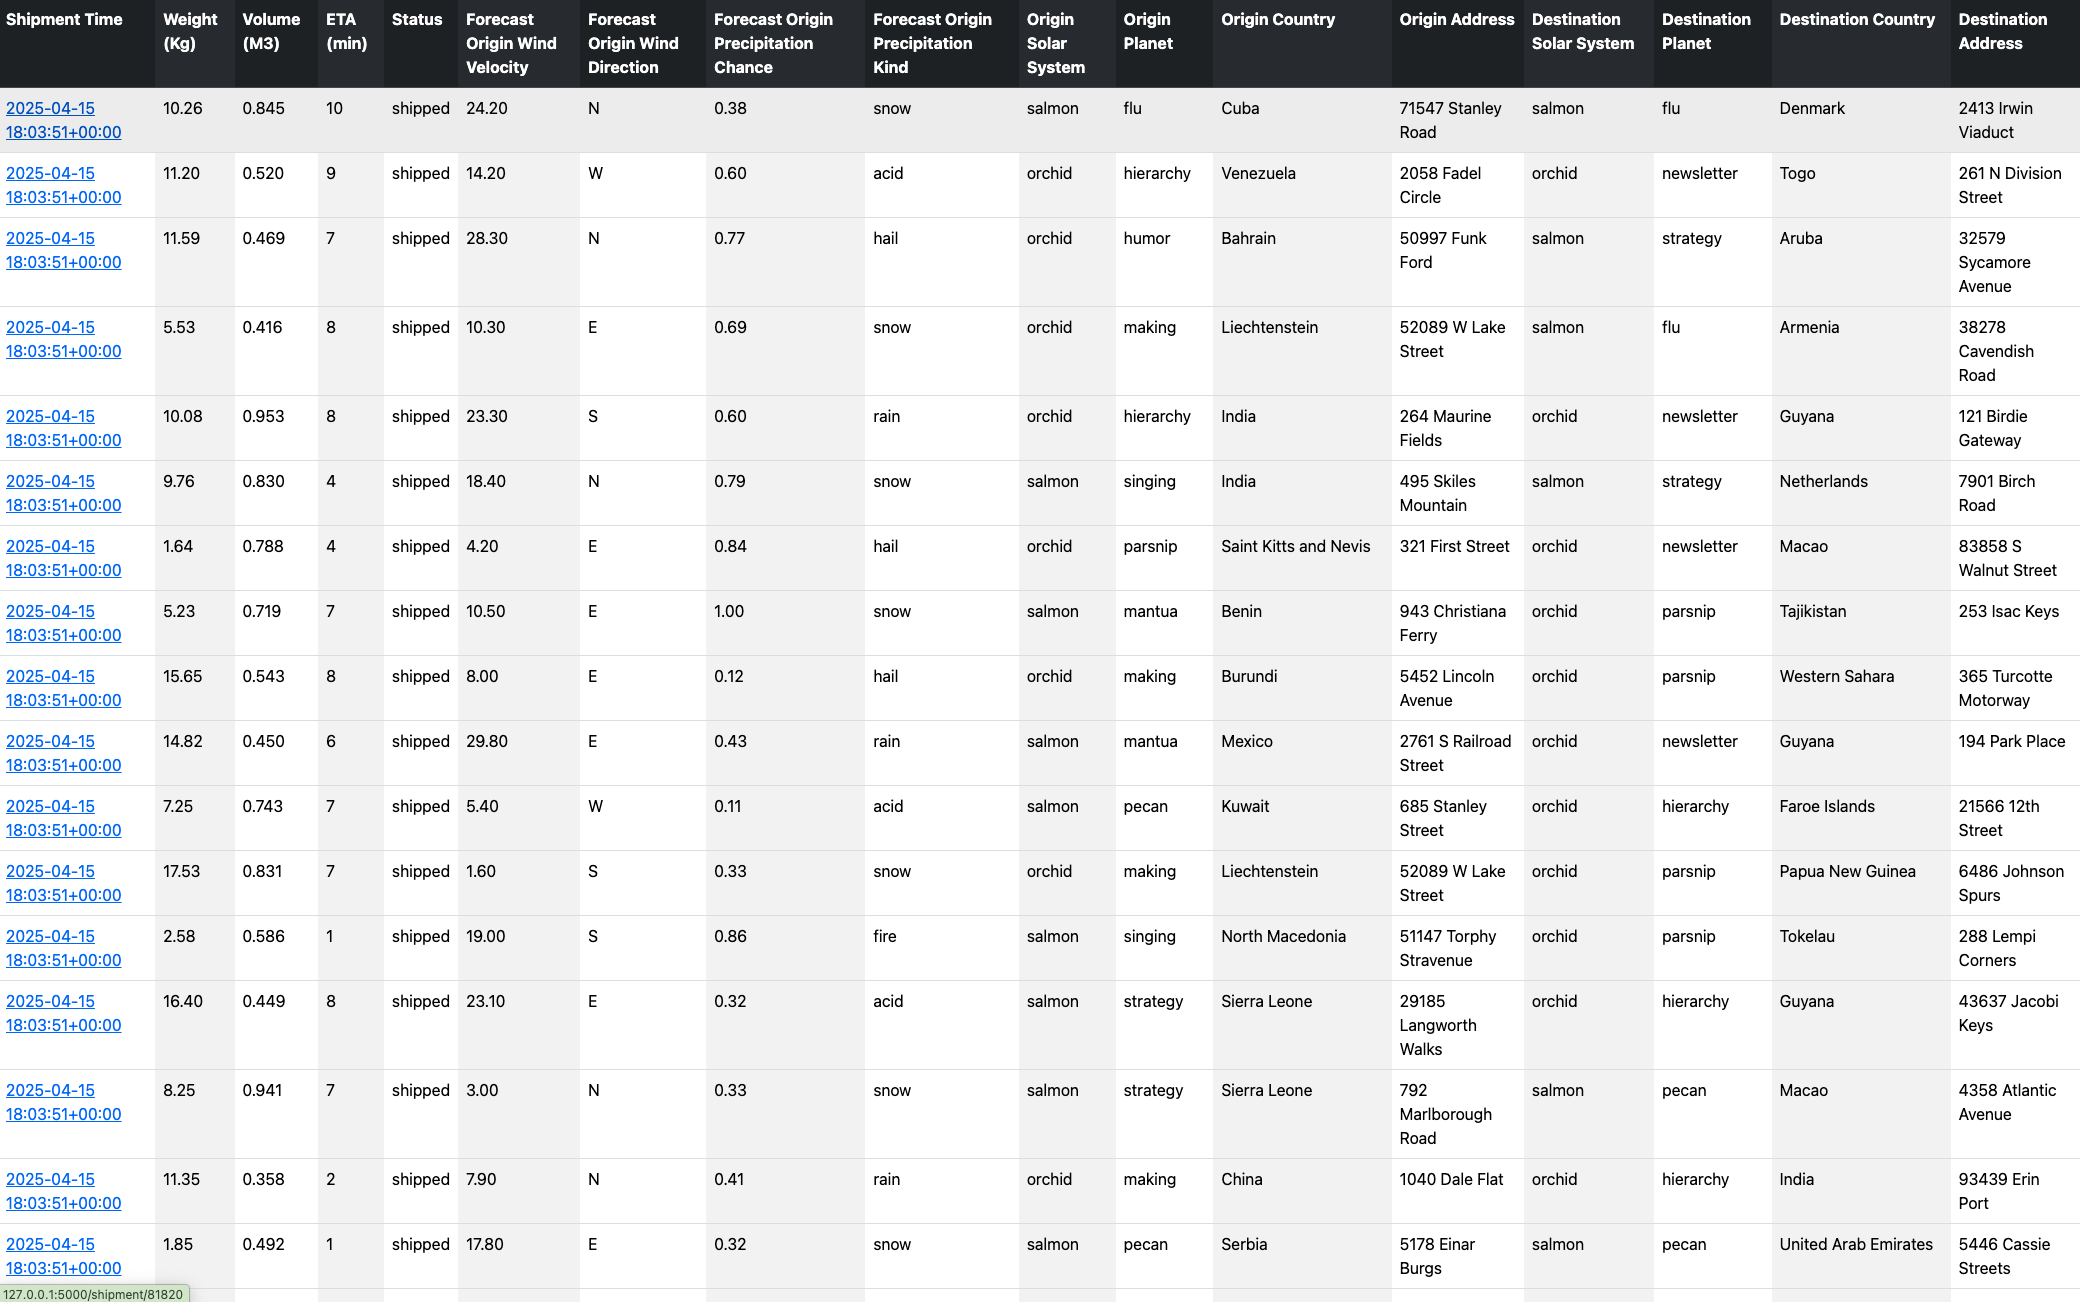 Shipment Time Weight (Kg) Volume (M3) ETA (min) Status Forecast Origin Wind Velocity Forecast Origin Wind Direction Forecast Origin Precipitation Chance Forecast Origin Precipitation Kind Origin Solar System Origin Planet Origin Country Origin Address Destination Solar System Destination Planet Destination Country Destination Address
2025-04-15 18:03:51+00:00 10.26 0.845 10 shipped 24.20 N 0.38 snow salmon flu Cuba 71547 Stanley Road salmon flu Denmark 2413 Irwin Viaduct
2025-04-15 18:03:51+00:00 11.20 0.520 9 shipped 14.20 W 0.60 acid orchid hierarchy Venezuela 2058 Fadel Circle orchid newsletter Togo 261 N Division Street
2025-04-15 18:03:51+00:00 11.59 0.469 7 shipped 28.30 N 0.77 hail orchid humor Bahrain 50997 Funk Ford salmon strategy Aruba 32579 Sycamore Avenue
2025-04-15 18:03:51+00:00 5.53 0.416 8 shipped 10.30 E 0.69 snow orchid making Liechtenstein 52089 W Lake Street salmon flu Armenia 38278 Cavendish Road
2025-04-15 18:03:51+00:00 10.08 0.953 8 shipped 23.30 S 0.60 rain orchid hierarchy India 264 Maurine Fields orchid newsletter Guyana 121 Birdie Gateway
2025-04-15 18:03:51+00:00 9.76 0.830 4 shipped 18.40 N 0.79 snow salmon singing India 495 Skiles Mountain salmon strategy Netherlands 7901 Birch Road
2025-04-15 18:03:51+00:00 1.64 0.788 4 shipped 4.20 E 0.84 hail orchid parsnip Saint Kitts and Nevis 321 First Street orchid newsletter Macao 83858 S Walnut Street
2025-04-15 18:03:51+00:00 5.23 0.719 7 shipped 10.50 E 1.00 snow salmon mantua Benin 943 Christiana Ferry orchid parsnip Tajikistan 253 Isac Keys
2025-04-15 18:03:51+00:00 15.65 0.543 8 shipped 8.00 E 0.12 hail orchid making Burundi 5452 Lincoln Avenue orchid parsnip Western Sahara 365 Turcotte Motorway
2025-04-15 18:03:51+00:00 14.82 0.450 6 shipped 29.80 E 0.43 rain salmon mantua Mexico 2761 S Railroad Street orchid newsletter Guyana 194 Park Place
2025-04-15 18:03:51+00:00 7.25 0.743 7 shipped 5.40 W 0.11 acid salmon pecan Kuwait 685 Stanley Street orchid hierarchy Faroe Islands 21566 12th Street
2025-04-15 18:03:51+00:00 17.53 0.831 7 shipped 1.60 S 0.33 snow orchid making Liechtenstein 52089 W Lake Street orchid parsnip Papua New Guinea 6486 Johnson Spurs
2025-04-15 18:03:51+00:00 2.58 0.586 1 shipped 19.00 S 0.86 fire salmon singing North Macedonia 51147 Torphy Stravenue orchid parsnip Tokelau 288 Lempi Corners
2025-04-15 18:03:51+00:00 16.40 0.449 8 shipped 23.10 E 0.32 acid salmon strategy Sierra Leone 29185 Langworth Walks orchid hierarchy Guyana 43637 Jacobi Keys
2025-04-15 18:03:51+00:00 8.25 0.941 7 shipped 3.00 N 0.33 snow salmon strategy Sierra Leone 792 Marlborough Road salmon pecan Macao 4358 Atlantic Avenue
2025-04-15 18:03:51+00:00 11.35 0.358 2 shipped 7.90 N 0.41 rain orchid making China 1040 Dale Flat orchid hierarchy India 93439 Erin Port
2025-04-15 18:03:51+00:00 1.85 0.492 1 shipped 17.80 E 0.32 snow salmon pecan Serbia 5178 Einar Burgs salmon pecan United Arab Emirates 5446 Cassie Streets
127.0.0.1:5000/shipment/81820